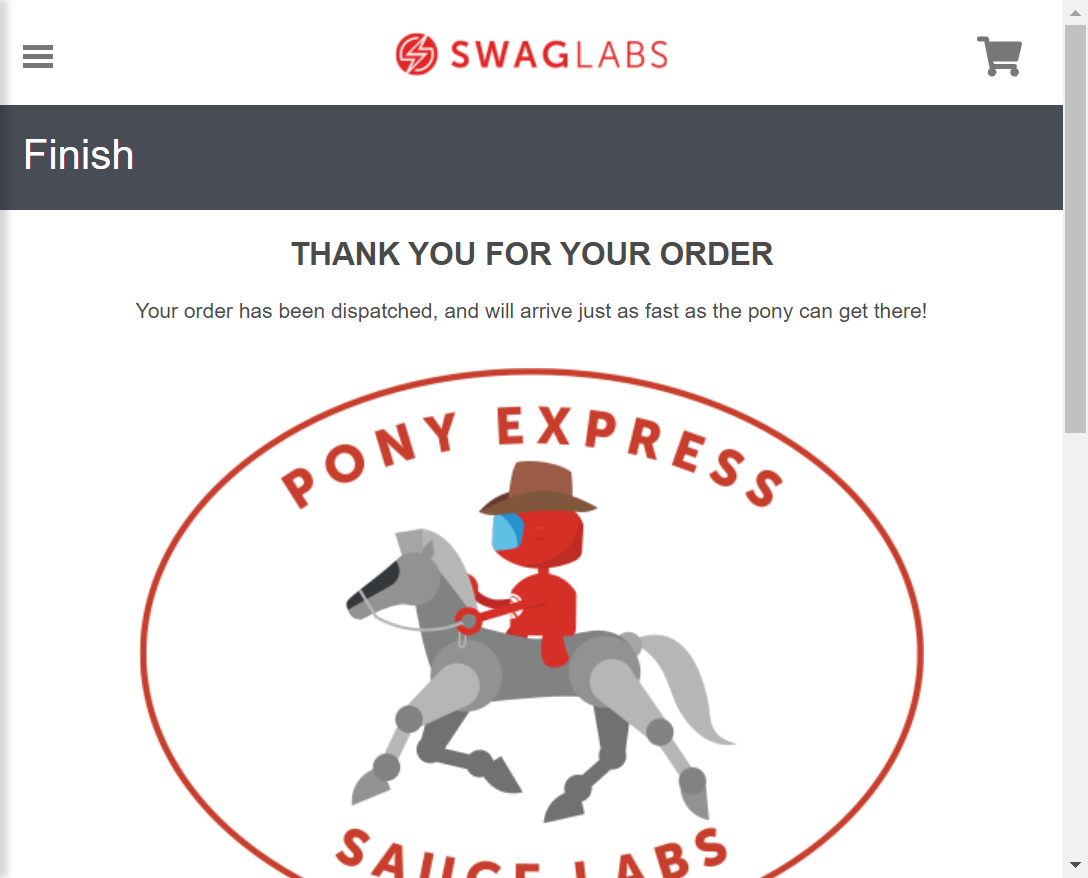 SWAGLABS
Finish
THANK YOU FOR YOUR ORDER
Your order has been dispatched, and will arrive just as fast as the pony can get there!
PONY EXPRESS
SAUCE LABS